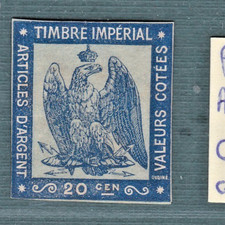 TIMBRE IMPÉRIAL
ARTICLES D'ARGENT
VALEURS COTÉES
20 CEN